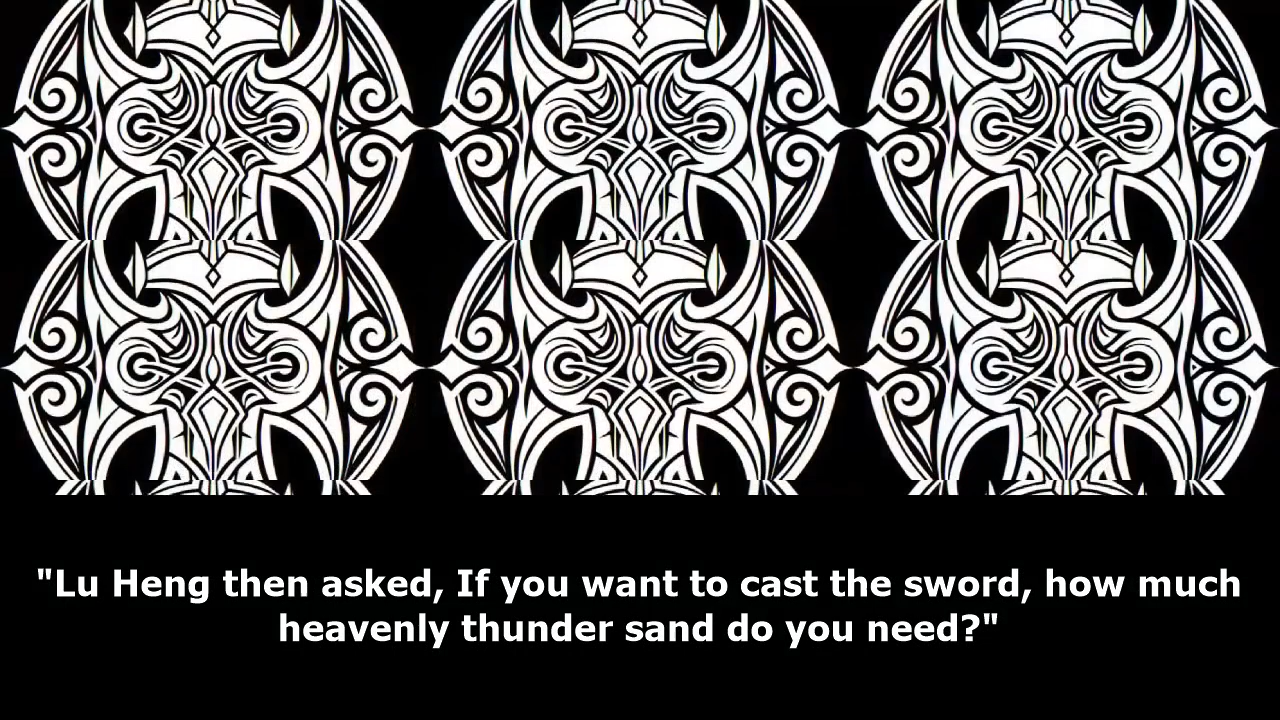 "Lu Heng then asked, If you want to cast the sword, how much
heavenly thunder sand do you need?"